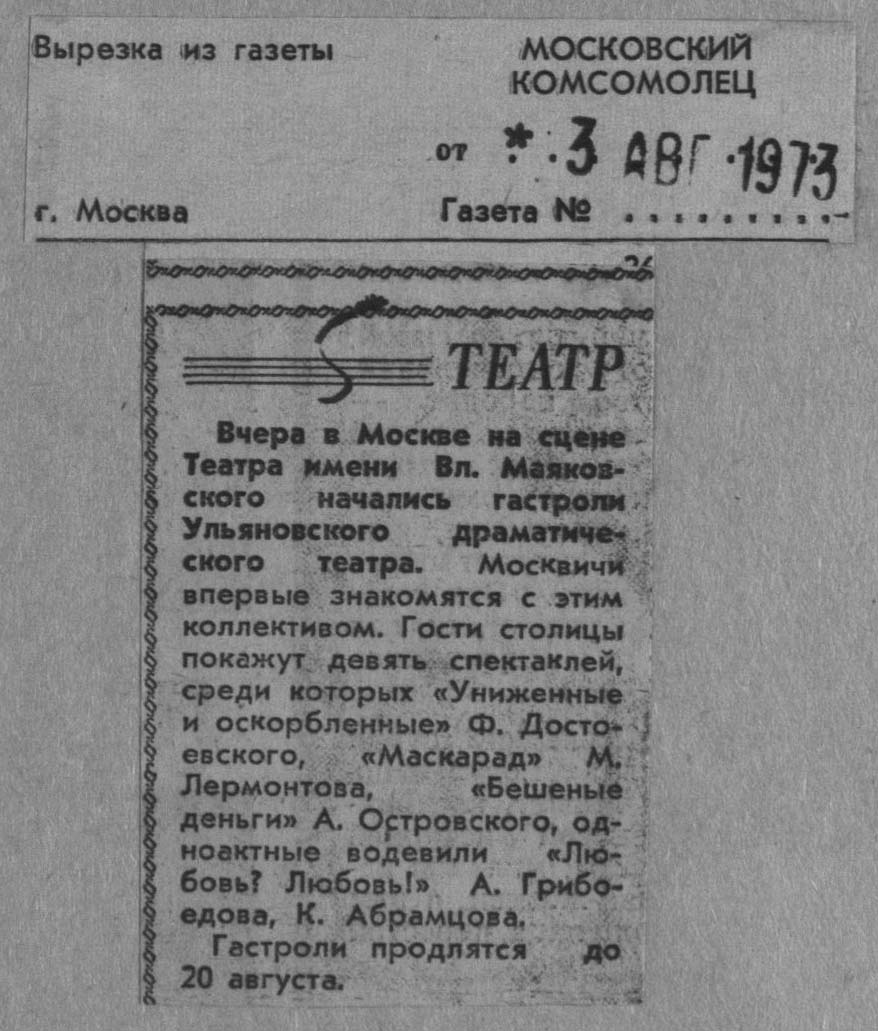 Вырезка из газеты
МОСКОВСКИЙ
КОМСОМОЛЕЦ
от * . 3 АВГ .1973
г. Москва
Газета № . . . . . . . . .
ТЕАТР
Вчера в Москве на сцене
Театра имени Вл. Маяков-
ского начались гастроли
Ульяновского драматиче-
ского театра. Москвичи
впервые знакомятся с этим
коллективом. Гости столицы
покажут девять спектаклей,
среди которых «Униженные
и оскорбленные» Ф. Досто-
евского, «Маскарад» М.
Лермонтова, «Бешеные
деньги» А. Островского, од-
ноактные водевили «Лю-
бовь? Любовь!» А. Грибо-
едова, К. Абрамцова.
Гастроли продлятся до
20 августа.